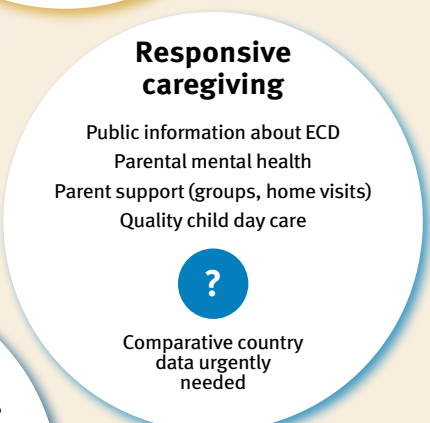 Responsive
caregiving
Public information about ECD
Parental mental health
Parent support (groups, home visits)
Quality child day care
?
Comparative country
data urgently
needed